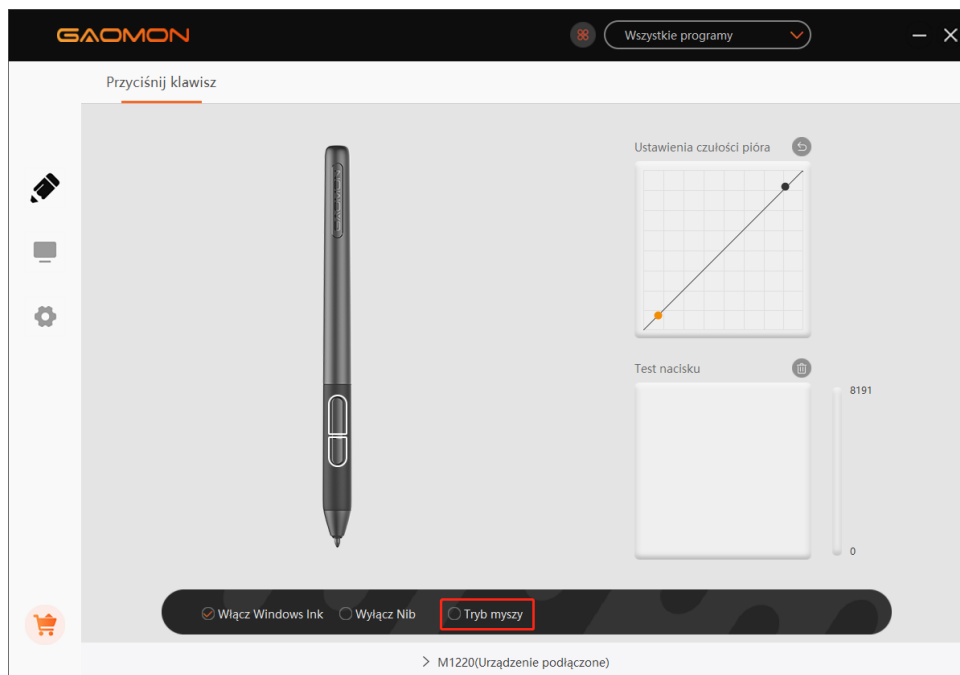 GAOMON
Wszystkie programy
Przyciśnij klawisz
Ustawienia czułości pióra
GAOMON
Test nacisku
8191
0
Włącz Windows Ink
Wyłącz Nib
Tryb myszy
M1220(Urządzenie podłączone)